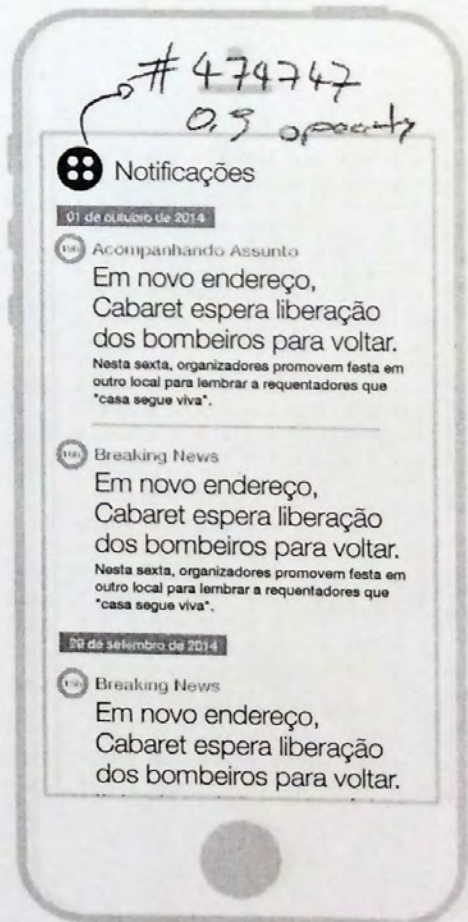 #474747
0.9 opacity
Notificações
01 de outubro de 2014
Acompanhando Assunto
Em novo endereço,
Cabaret espera liberação
dos bombeiros para voltar.
Nesta sexta, organizadores promovem festa em
outro local para lembrar a requentadores que
"casa segue viva".
Breaking News
Em novo endereço,
Cabaret espera liberação
dos bombeiros para voltar.
Nesta sexta, organizadores promovem festa em
outro local para lembrar a requentadores que
"casa segue viva".
29 de setembro de 2014
Breaking News
Em novo endereço,
Cabaret espera liberação
dos bombeiros para voltar.